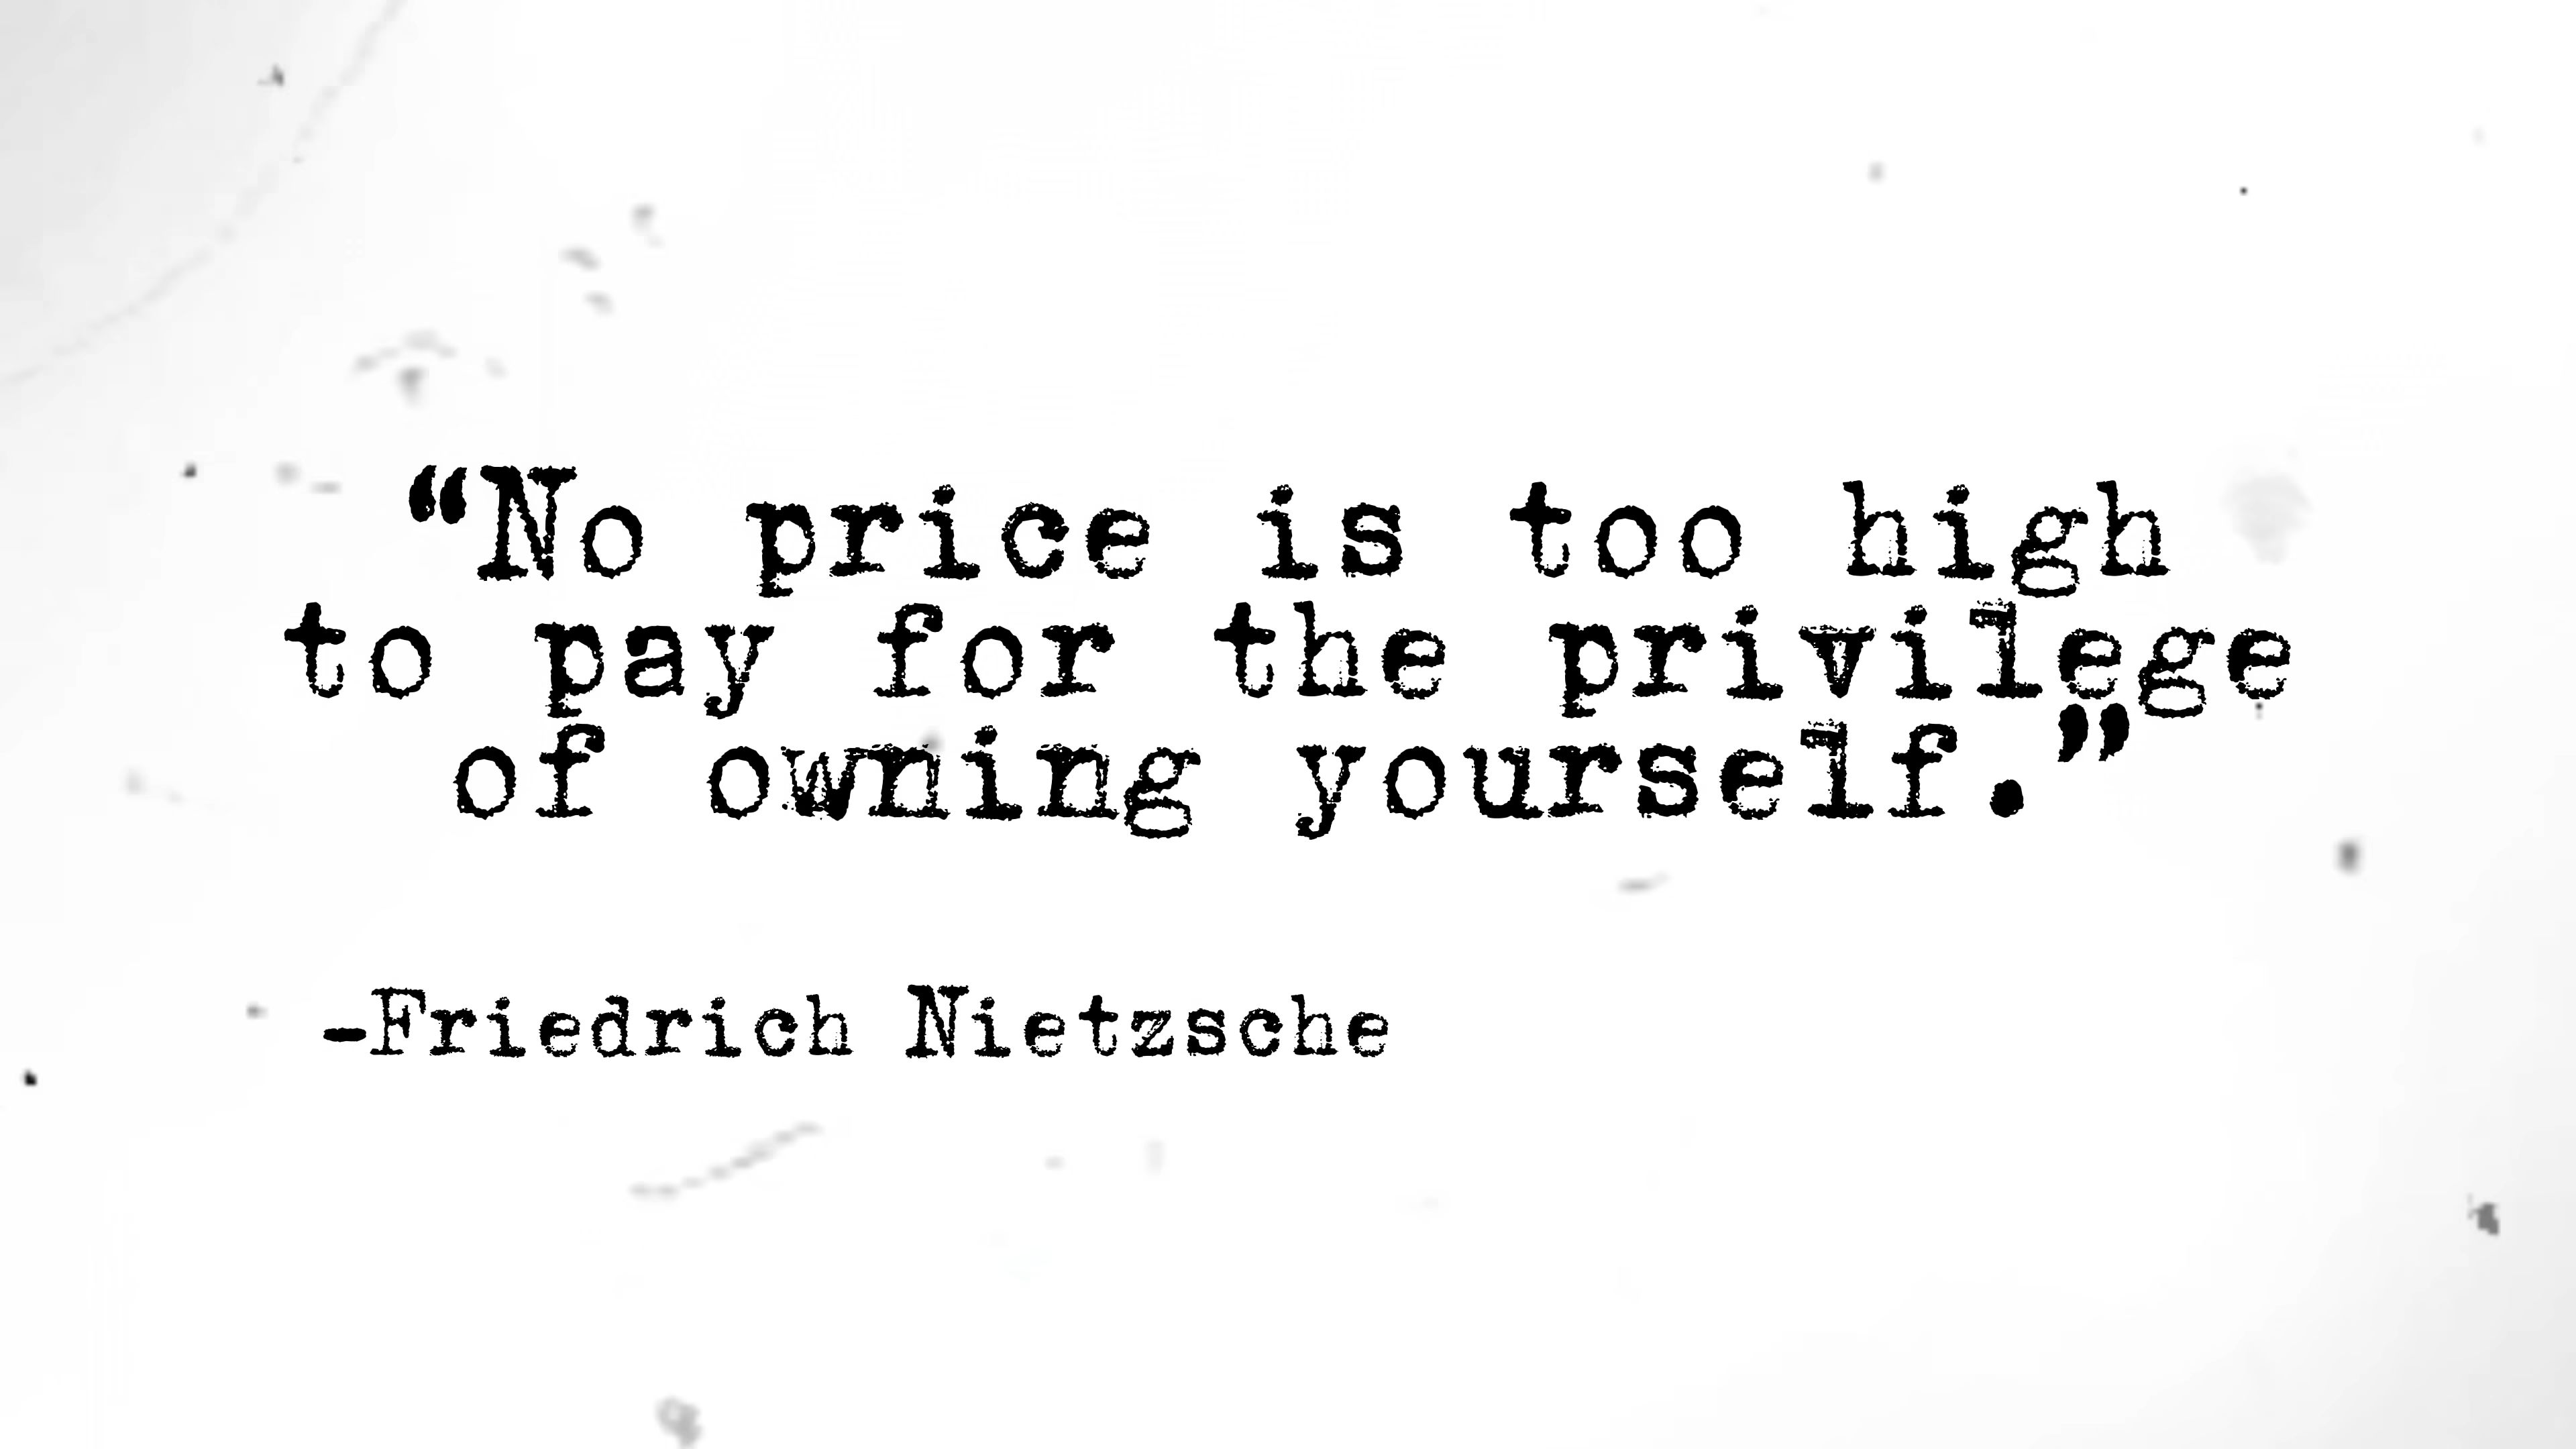 “No price is too high
to pay for the privilege
of owning yourself.”
-Friedrich Nietzsche